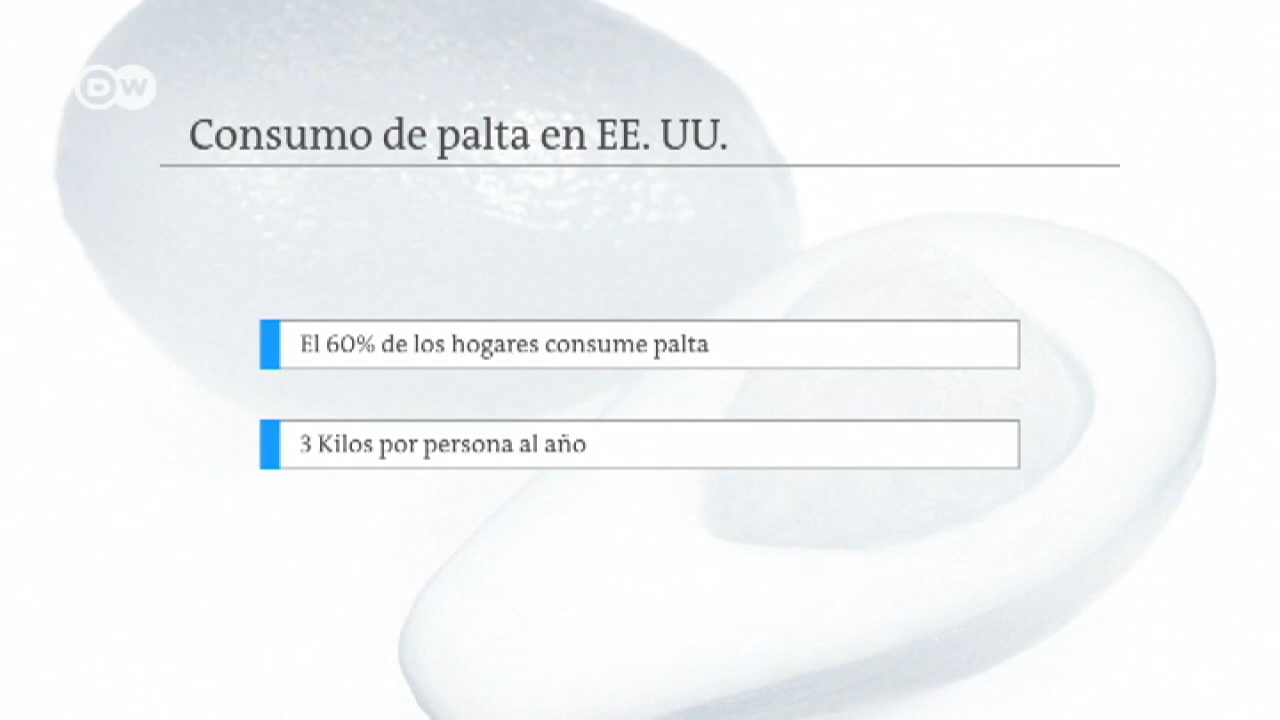 DW
Consumo de palta en EE. UU.
El 60% de los hogares consume palta
3 Kilos por persona al año